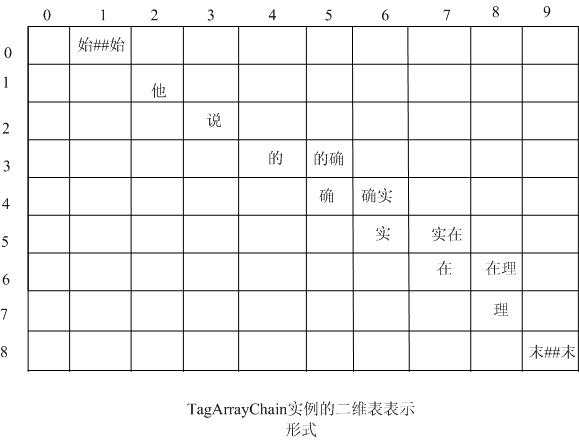 0 1 2 3 4 5 6 7 8 9
0 始##始
1 他
2 说
3 的 的确
4 确 确实
5 实 实在
6 在 在理
7 理
8 末##末
TagArrayChain实例的二维表表示
形式